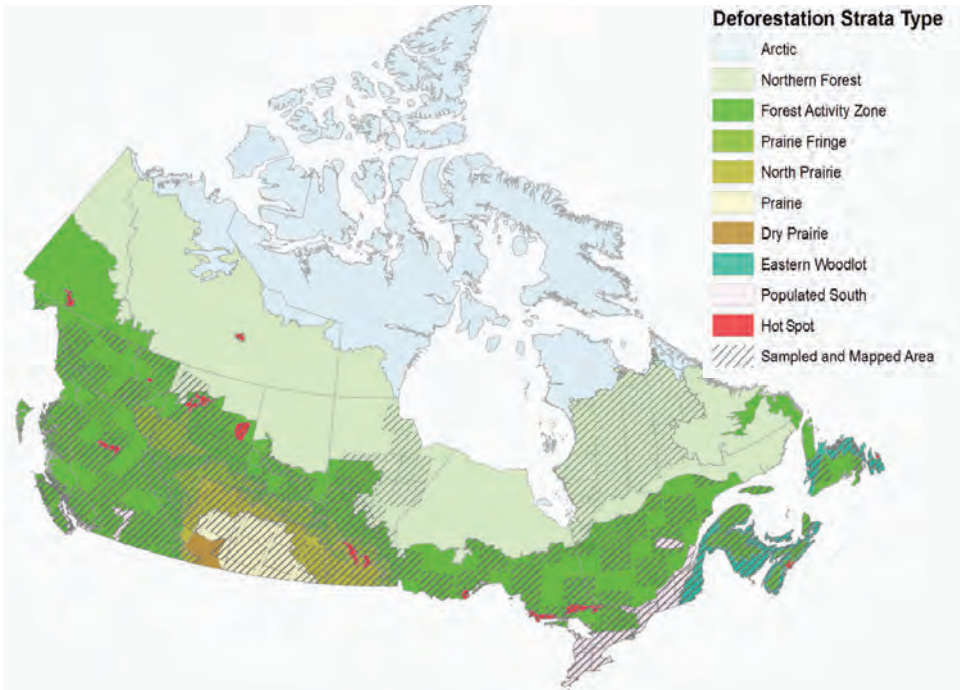 Deforestation Strata Type
Arctic
Northern Forest
Forest Activity Zone
Prairie Fringe
North Prairie
Praine
Dry Prairie
Eastern Woodlot
Populated South
Hot Spot
Sampled and Mapped Area